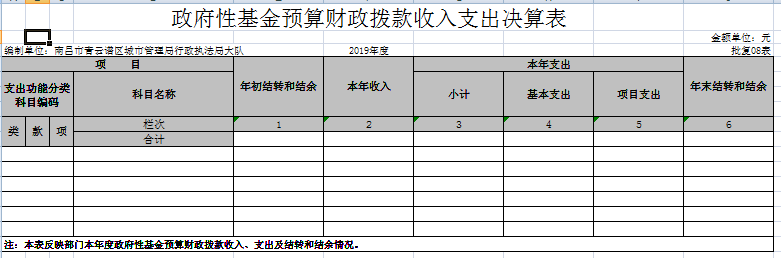 政府性基金预算财政拨款收入支出决算表
金额单位：元
编制单位：南昌市青云谱区城市管理局行政执法局大队 2019年度 批复08表
项 目 年初结转和结余 本年收入 本年支出 年末结转和结余
支出功能分类科目编码 科目名称 小计 基本支出 项目支出
类 款 项 栏次 1 2 3 4 5 6
合计
注：本表反映部门本年度政府性基金预算财政拨款收入、支出及结转和结余情况。